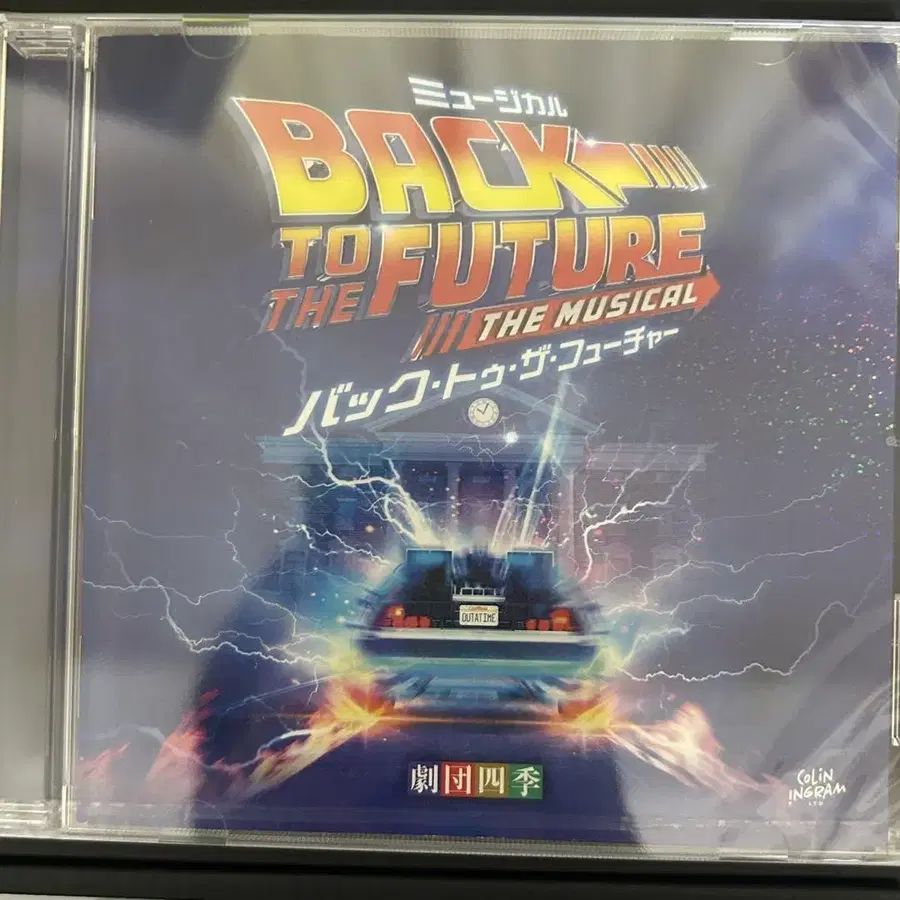 ミュージカル
BACK
TO THE FUTURE
THE MUSICAL
バック・トゥ・ザ・フューチャー
OUTATIME
劇団四季
COLIN
INGRAM
LTD